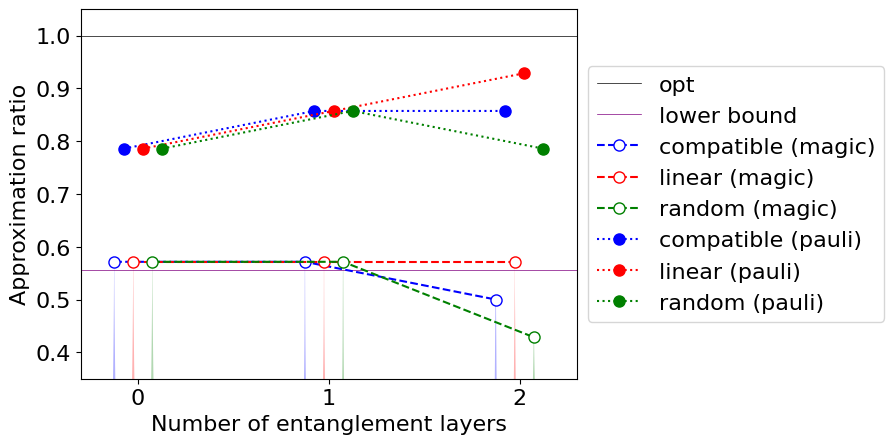 1.0
0.9
0.8
0.7
0.6
0.5
0.4
Approximation ratio
0 1 2
Number of entanglement layers
opt
lower bound
compatible (magic)
linear (magic)
random (magic)
compatible (pauli)
linear (pauli)
random (pauli)